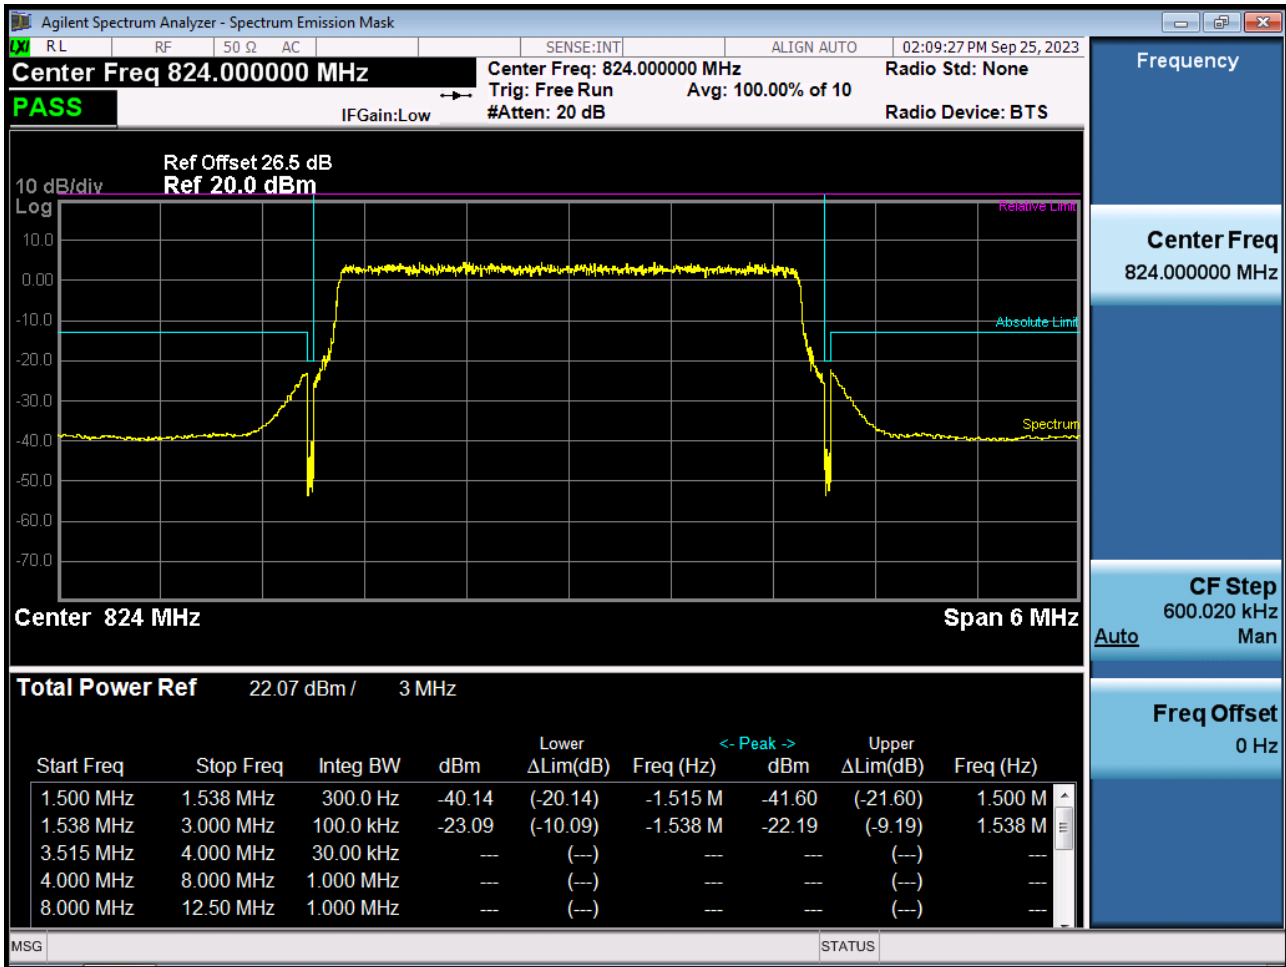 Agilent Spectrum Analyzer - Spectrum Emission Mask
LXI RL RF 50 Ω AC SENSE:INT ALIGN AUTO 02:09:27 PM Sep 25, 2023
Center Freq 824.000000 MHz
Center Freq: 824.000000 MHz Radio Std: None
Trig: Free Run Avg: 100.00% of 10
PASS
IFGain:Low #Atten: 20 dB Radio Device: BTS
Ref Offset 26.5 dB
10 dB/div Ref 20.0 dBm
Log
Relative Limit
10.0
0.00
-10.0
Absolute Limit
-20.0
-30.0
Spectrum
-40.0
-50.0
-60.0
-70.0
Center 824 MHz Span 6 MHz
Total Power Ref 22.07 dBm / 3 MHz
Lower <- Peak -> Upper
Start Freq Stop Freq Integ BW dBm ΔLim(dB) Freq (Hz) dBm ΔLim(dB) Freq (Hz)
1.500 MHz 1.538 MHz 300.0 Hz -40.14 (-20.14) -1.515 M -41.60 (-21.60) 1.500 M
1.538 MHz 3.000 MHz 100.0 kHz -23.09 (-10.09) -1.538 M -22.19 (-9.19) 1.538 M
3.515 MHz 4.000 MHz 30.00 kHz --- (---) --- --- (---) ---
4.000 MHz 8.000 MHz 1.000 MHz --- (---) --- --- (---) ---
8.000 MHz 12.50 MHz 1.000 MHz --- (---) --- --- (---) ---
MSG STATUS
Frequency
Center Freq
824.000000 MHz
CF Step
600.020 kHz
Auto Man
Freq Offset
0 Hz